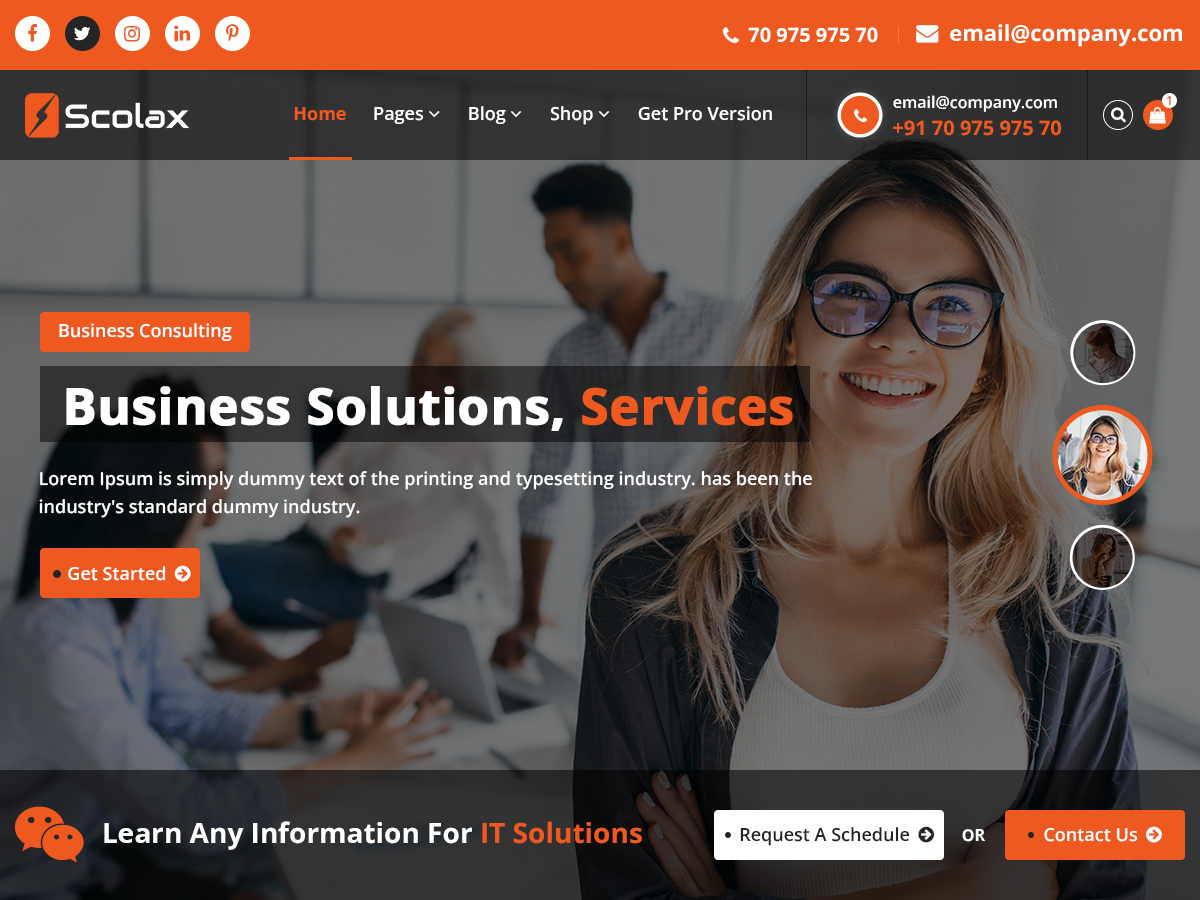 70 975 975 70
email@company.com
Scolax
Home
Pages
Blog
Shop
Get Pro Version
email@company.com
+91 70 975 975 70
1
Business Consulting
Business Solutions, Services
Lorem Ipsum is simply dummy text of the printing and typesetting industry. has been the
industry's standard dummy industry.
Get Started
Learn Any Information For IT Solutions
Request A Schedule
OR
Contact Us